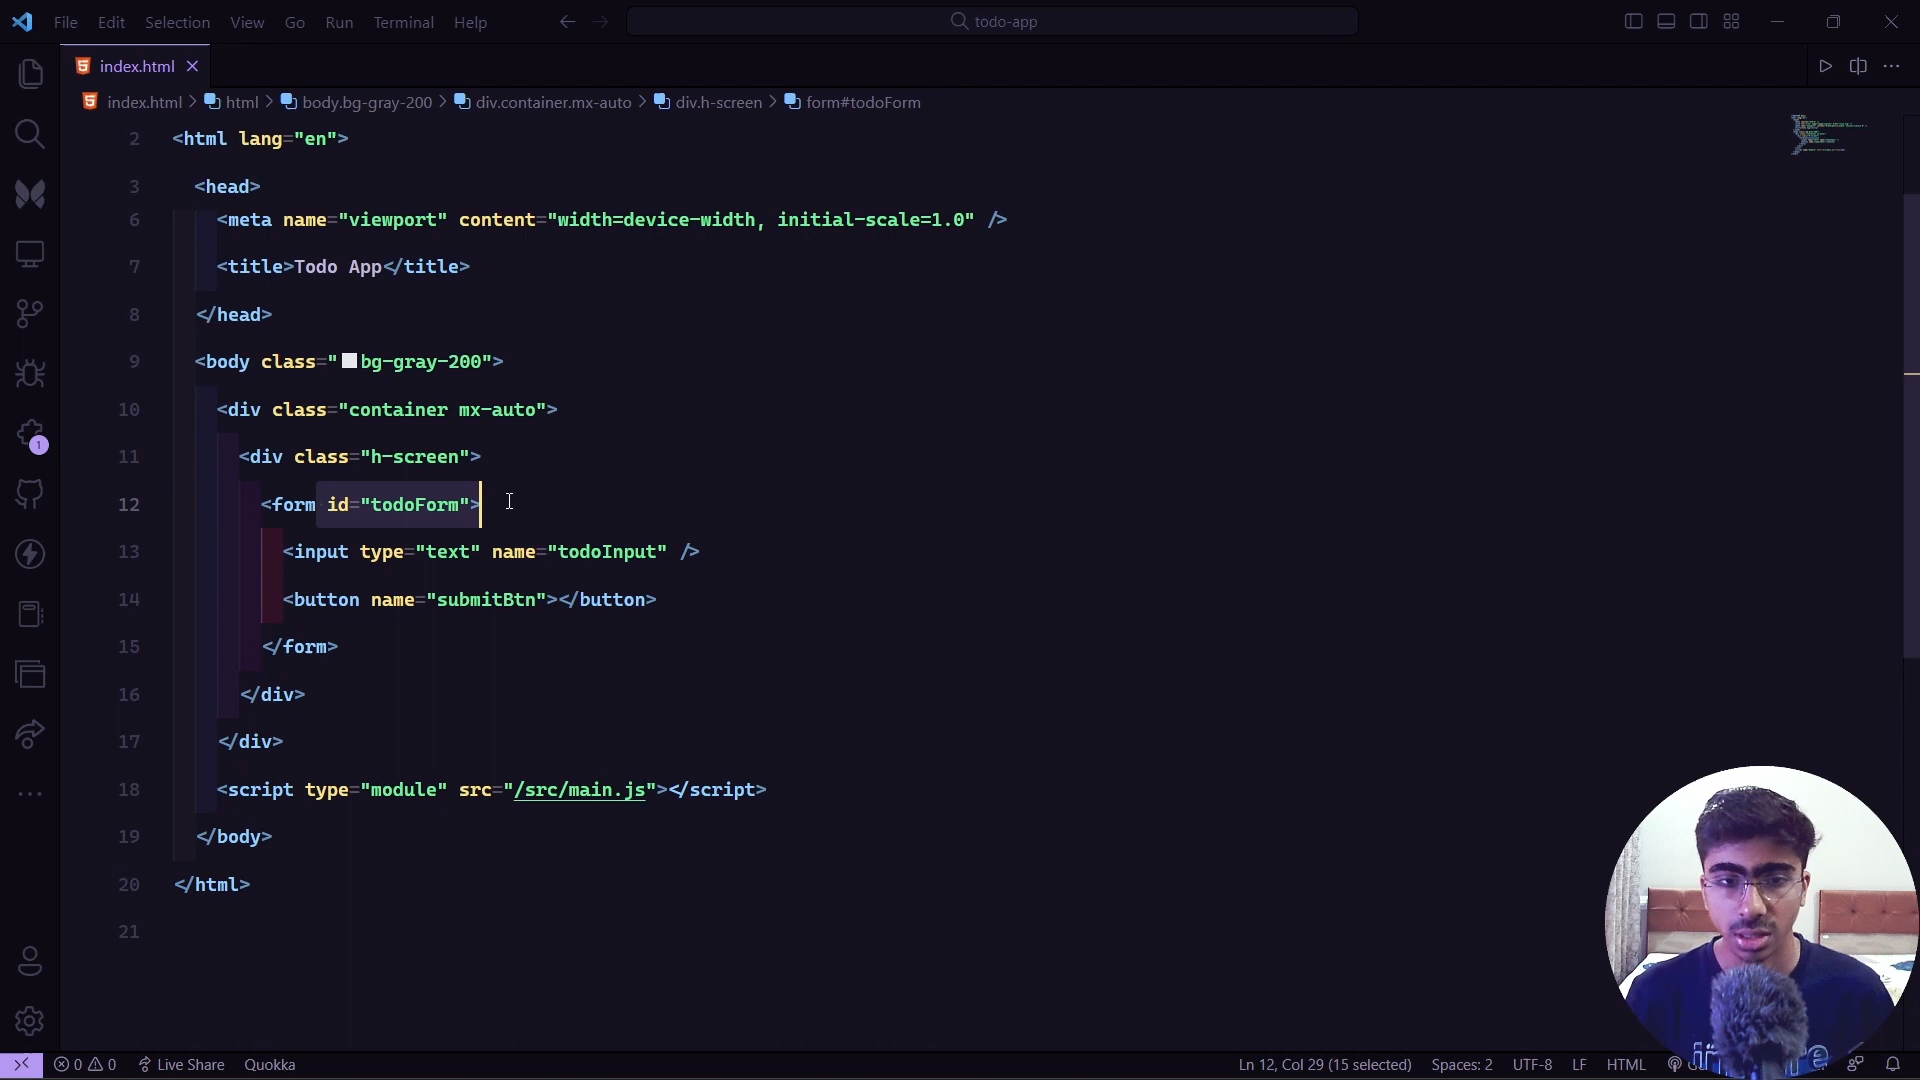 File Edit Selection View Go Run Terminal Help
todo-app
index.html
index.html > html > body.bg-gray-200 > div.container.mx-auto > div.h-screen > form#todoForm
2 <html lang="en">
3 <head>
6 <meta name="viewport" content="width=device-width, initial-scale=1.0" />
7 <title>Todo App</title>
8 </head>
9 <body class="bg-gray-200">
10 <div class="container mx-auto">
11 <div class="h-screen">
12 <form id="todoForm">
13 <input type="text" name="todoInput" />
14 <button name="submitBtn"></button>
15 </form>
16 </div>
17 </div>
18 <script type="module" src="/src/main.js"></script>
19 </body>
20 </html>
21
1
0 0 Live Share Quokka
Ln 12, Col 29 (15 selected) Spaces: 2 UTF-8 LF HTML